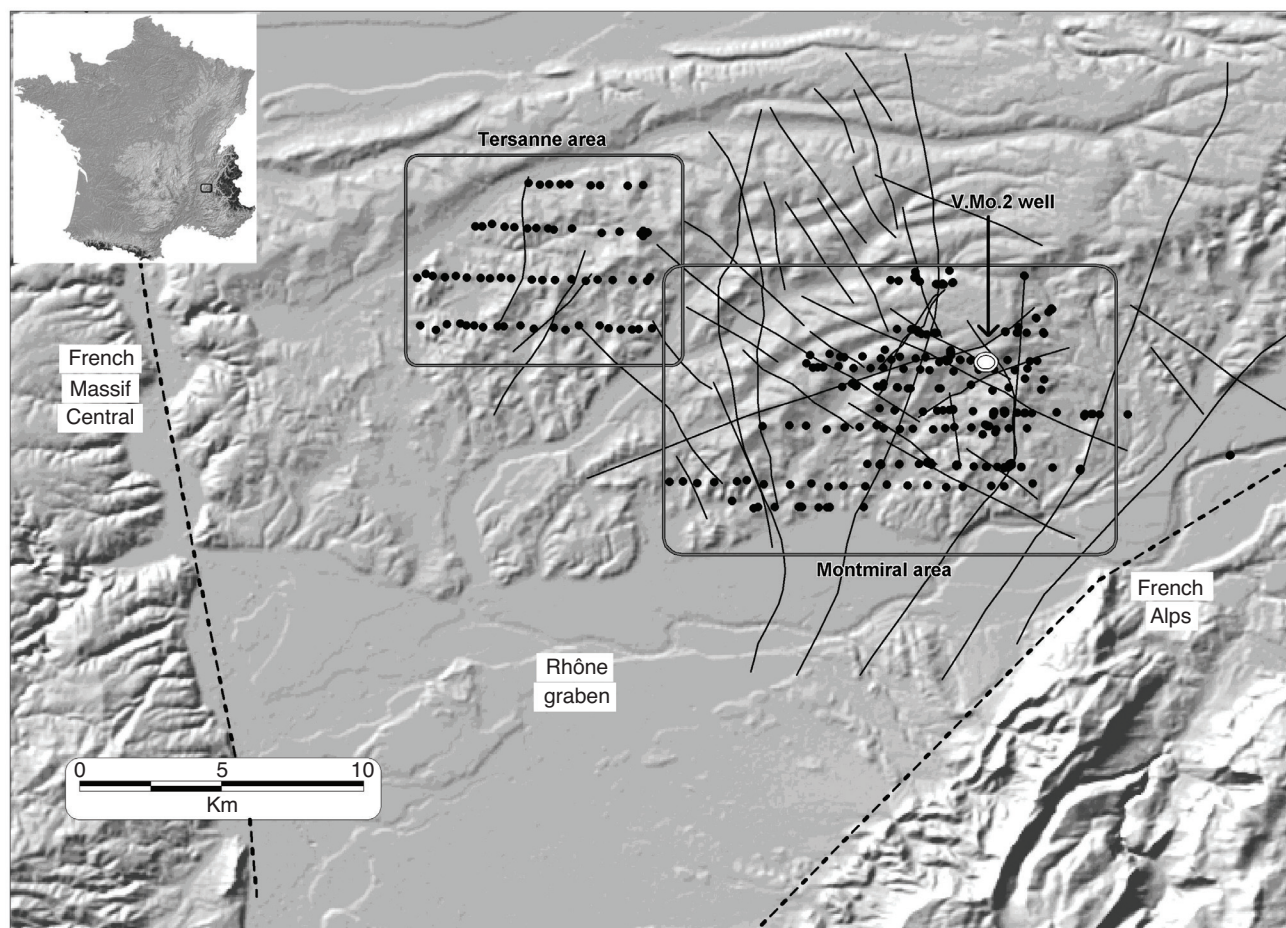 Tersanne area
V.Mo.2 well
French
Massif
Central
Montmiral area
French
Alps
Rhône
graben
0 5 10
Km